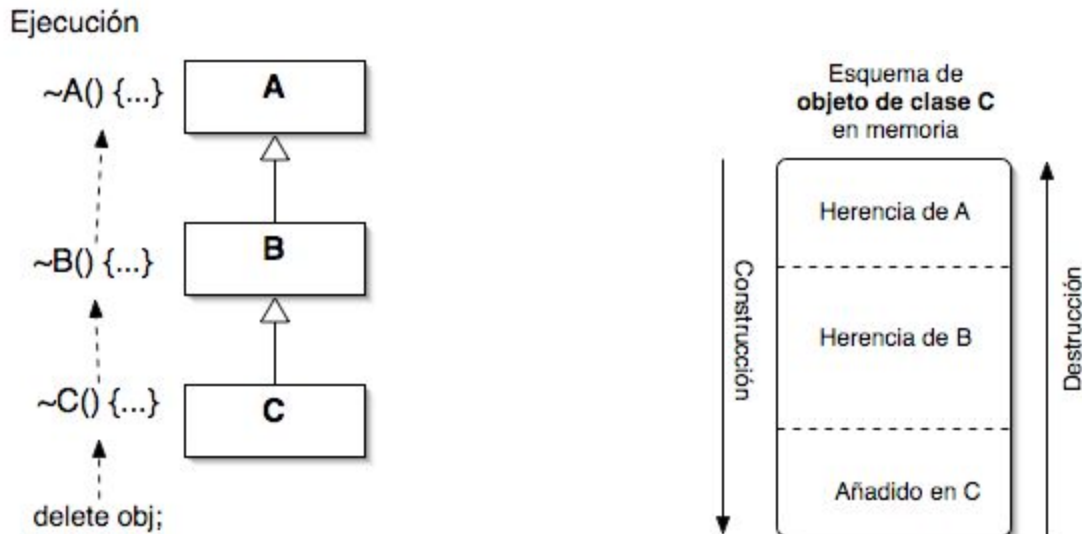 Ejecución
~A() {...}
A
~B() {...}
B
~C() {...}
C
delete obj;
Esquema de
objeto de clase C
en memoria
Construcción
Herencia de A
Herencia de B
Añadido en C
Destrucción